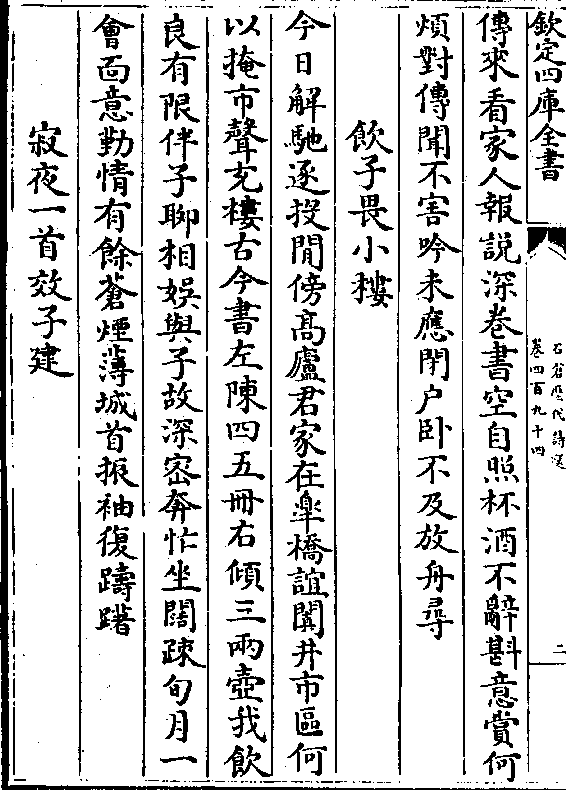 欽定四庫全書
石倉歷代詩選
卷四百九十四
二
傳來看家人報説深巷書空自照杯酒不辭斟意賞何
煩對傳聞不害吟未應閉户卧不及放舟尋
飲子畏小樓
今日解馳逐投閒傍高廬君家在臯橋諠闐井市區何
以掩市聲充樓古今書左陳四五冊右傾三兩壺我飲
良有限伴子聊相娛與子故深密奔忙坐闊疎旬月一
會面意勤情有餘蒼煙薄城首振袖復躊躇
寂夜一首效子建